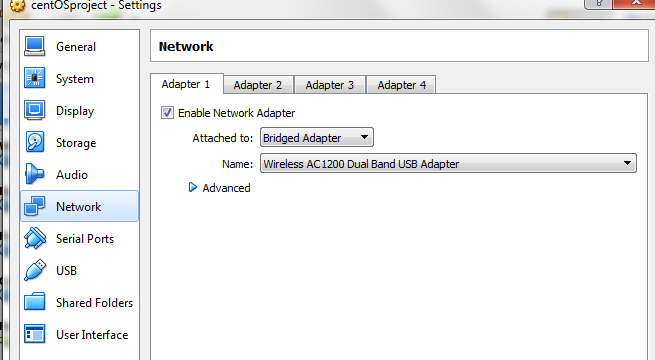 centOSproject - Settings
General
System
Display
Storage
Audio
Network
Serial Ports
USB
Shared Folders
User Interface
Network
Adapter 1 Adapter 2 Adapter 3 Adapter 4
Enable Network Adapter
Attached to: Bridged Adapter
Name: Wireless AC1200 Dual Band USB Adapter
Advanced